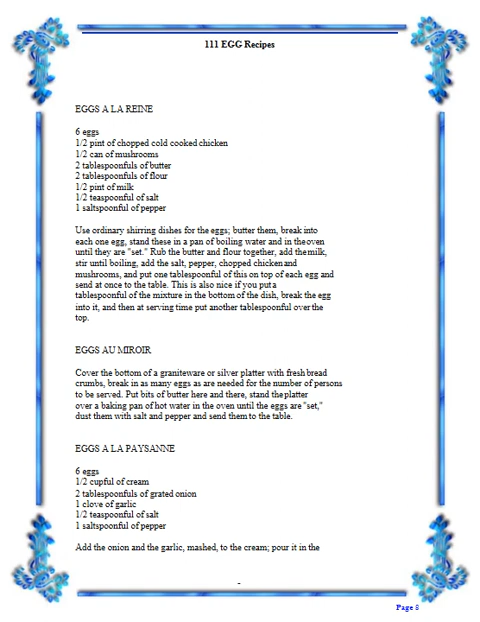 111 EGG Recipes
EGGS A LA REINE
6 eggs
1/2 pint of chopped cold cooked chicken
1/2 can of mushrooms
2 tablespoonfuls of butter
2 tablespoonfuls of flour
1/2 pint of milk
1/2 teaspoonful of salt
1 saltspoonful of pepper
Use ordinary shirring dishes for the eggs; butter them, break into
each one egg, stand these in a pan of boiling water and in the oven
until they are "set." Rub the butter and flour together, add the milk,
stir until boiling, add the salt, pepper, chopped chicken and
mushrooms, and put one tablespoonful of this on top of each egg and
send at once to the table. This is also nice if you put a
tablespoonful of the mixture in the bottom of the dish, break the egg
into it, and then at serving time put another tablespoonful over the
top.
EGGS AU MIROIR
Cover the bottom of a graniteware or silver platter with fresh bread
crumbs, break in as many eggs as are needed for the number of persons
to be served. Put bits of butter here and there, stand the platter
over a baking pan of hot water in the oven until the eggs are "set,"
dust them with salt and pepper and send them to the table.
EGGS A LA PAYSANNE
6 eggs
1/2 cupful of cream
2 tablespoonfuls of grated onion
1 clove of garlic
1/2 teaspoonful of salt
1 saltspoonful of pepper
Add the onion and the garlic, mashed, to the cream; pour it in the
-
Page 8